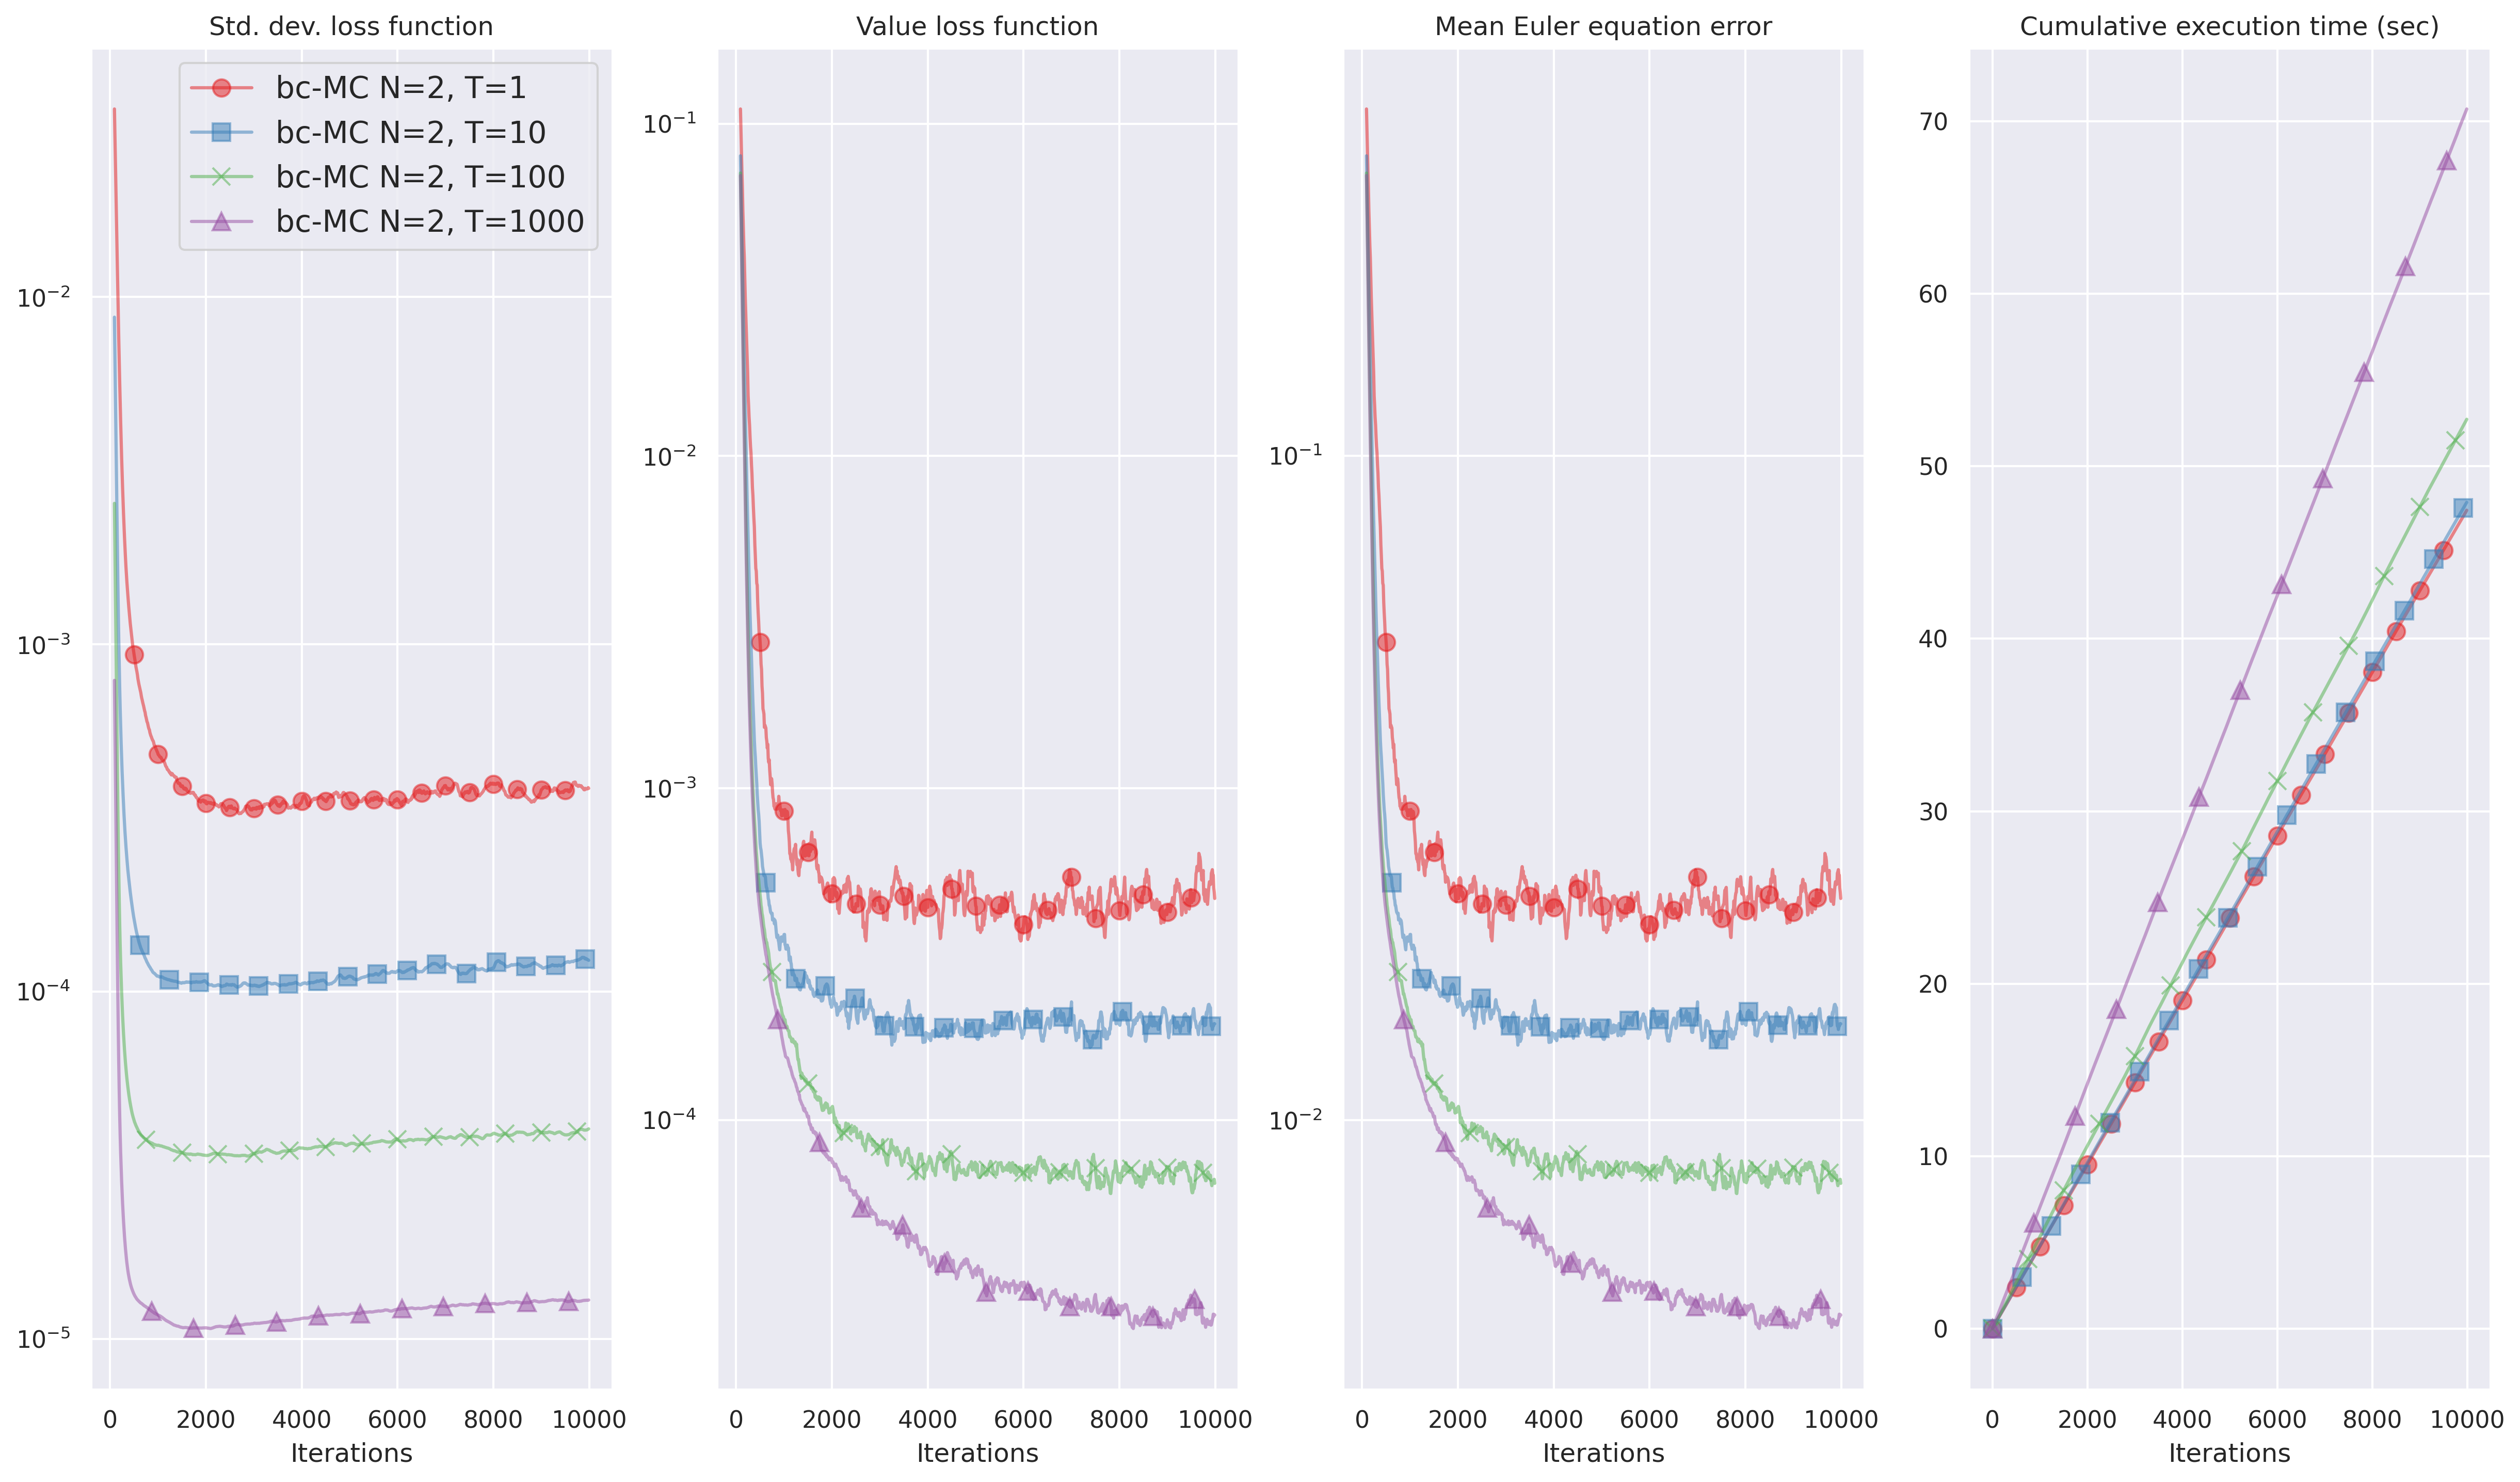 Std. dev. loss function
bc-MC N=2, T=1
bc-MC N=2, T=10
bc-MC N=2, T=100
bc-MC N=2, T=1000
10⁻²
10⁻³
10⁻⁴
10⁻⁵
0 2000 4000 6000 8000 10000
Iterations
Value loss function
10⁻¹
10⁻²
10⁻³
10⁻⁴
0 2000 4000 6000 8000 10000
Iterations
Mean Euler equation error
10⁻¹
10⁻²
0 2000 4000 6000 8000 10000
Iterations
Cumulative execution time (sec)
70
60
50
40
30
20
10
0
0 2000 4000 6000 8000 10000
Iterations